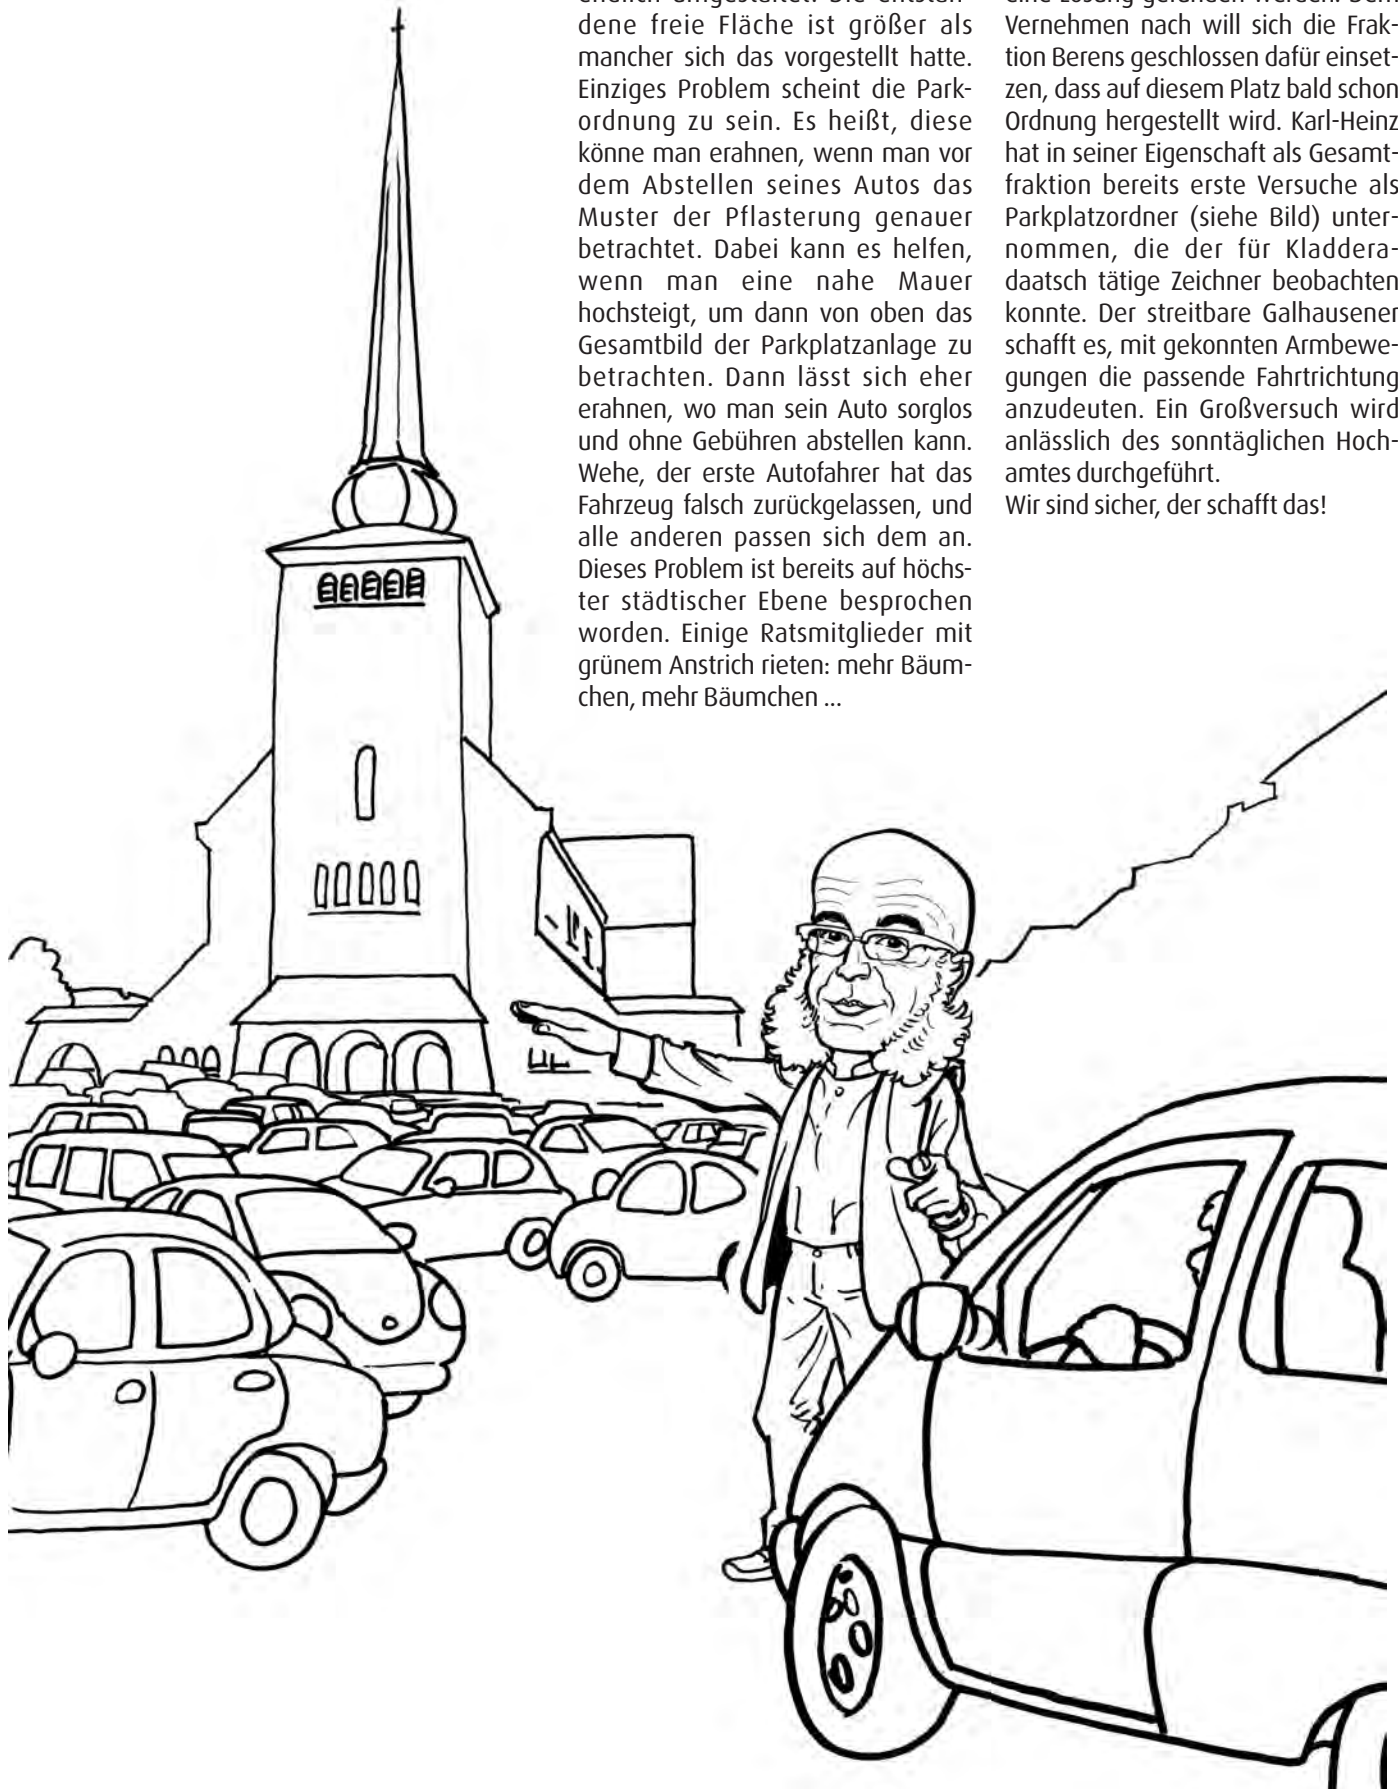 dene freie Fläche ist größer als
mancher sich das vorgestellt hatte.
Einziges Problem scheint die Park-
ordnung zu sein. Es heißt, diese
könne man erahnen, wenn man vor
dem Abstellen seines Autos das
Muster der Pflasterung genauer
betrachtet. Dabei kann es helfen,
wenn man eine nahe Mauer
hochsteigt, um dann von oben das
Gesamtbild der Parkplatzanlage zu
betrachten. Dann lässt sich eher
erahnen, wo man sein Auto sorglos
und ohne Gebühren abstellen kann.
Wehe, der erste Autofahrer hat das
Fahrzeug falsch zurückgelassen, und
alle anderen passen sich dem an.
Dieses Problem ist bereits auf höchs-
ter städtischer Ebene besprochen
worden. Einige Ratsmitglieder mit
grünem Anstrich rieten: mehr Bäum-
chen, mehr Bäumchen ...
Vernehmen nach will sich die Frak-
tion Berens geschlossen dafür einset-
zen, dass auf diesem Platz bald schon
Ordnung hergestellt wird. Karl-Heinz
hat in seiner Eigenschaft als Gesamt-
fraktion bereits erste Versuche als
Parkplatzordner (siehe Bild) unter-
nommen, die der für Kladdera-
daatsch tätige Zeichner beobachten
konnte. Der streitbare Galhausener
schafft es, mit gekonnten Armbewe-
gungen die passende Fahrtrichtung
anzudeuten. Ein Großversuch wird
anlässlich des sonntäglichen Hoch-
amtes durchgeführt.
Wir sind sicher, der schafft das!